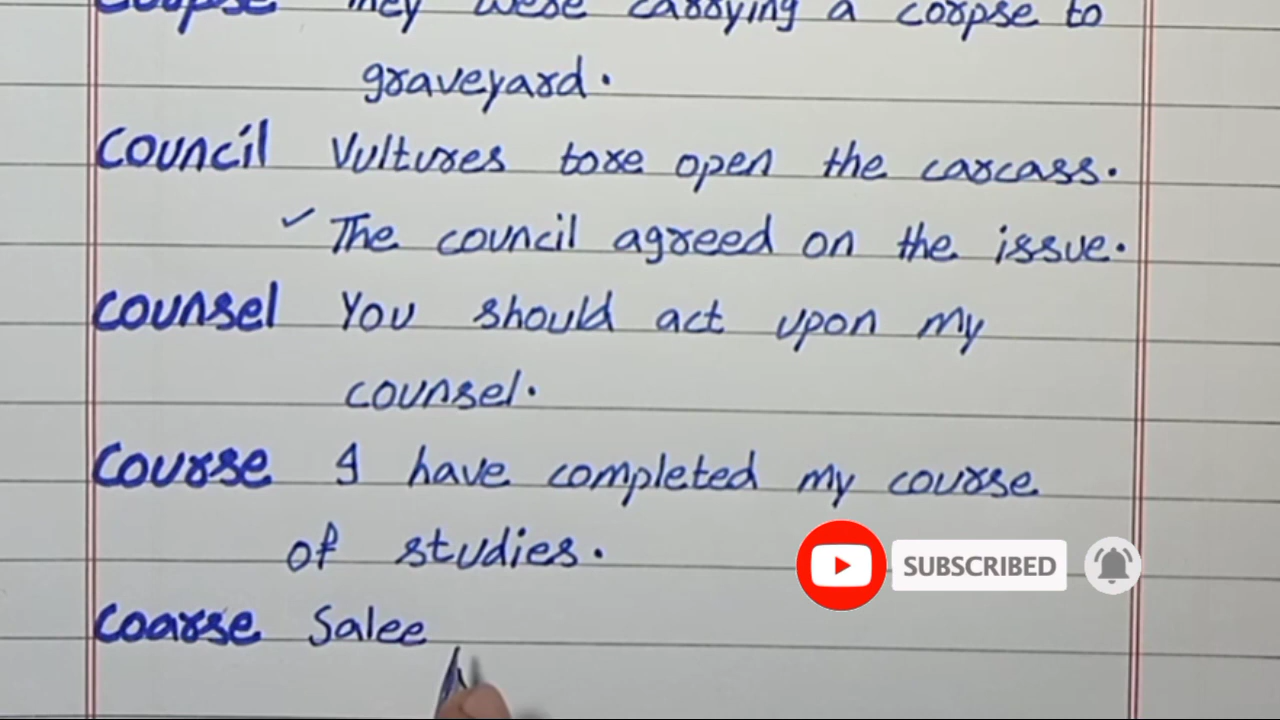 They were carrying a corpse to
graveyard.
Council Vultures tore open the carcass.
✓ The council agreed on the issue.
Counsel You should act upon my
counsel.
Course I have completed my course
of studies.
SUBSCRIBED
Coarse Salee